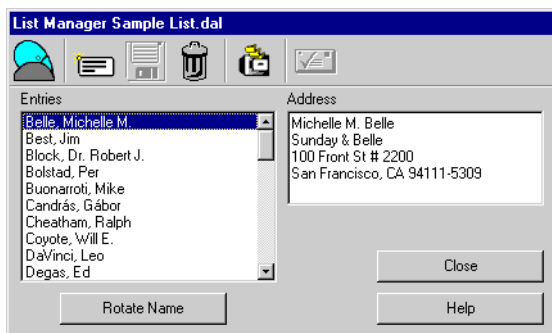 List Manager Sample List.dal
Entries
Belle, Michelle M.
Best, Jim
Block, Dr. Robert J.
Bolstad, Per
Buonarroti, Mike
Candrás, Gábor
Cheatham, Ralph
Coyote, Will E.
DaVinci, Leo
Degas, Ed
Rotate Name
Address
Michelle M. Belle
Sunday & Belle
100 Front St # 2200
San Francisco, CA 94111-5309
Close
Help